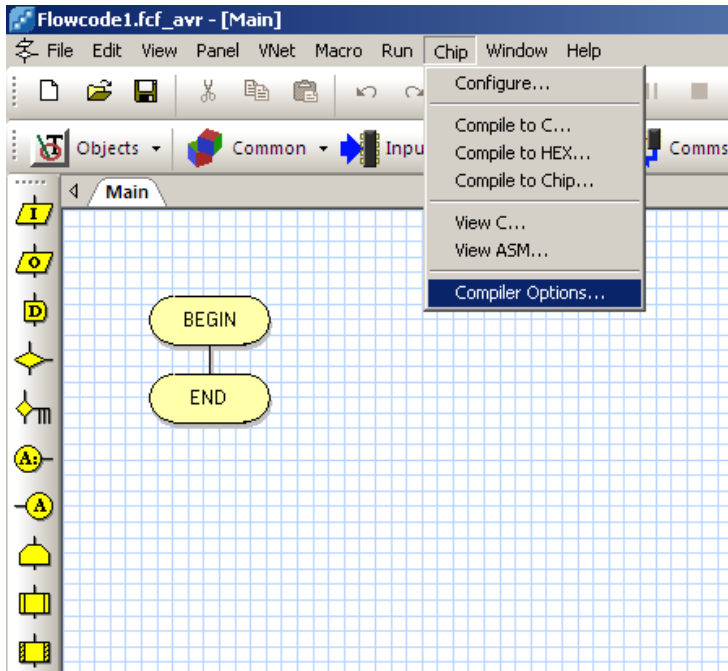 Flowcode1.fcf_avr - [Main]
File Edit View Panel VNet Macro Run Chip Window Help
Configure...
Compile to C...
Compile to HEX...
Compile to Chip...
View C...
View ASM...
Compiler Options...
Objects Common Inpu Comms
Main
I
O
D
A:
A
BEGIN
END